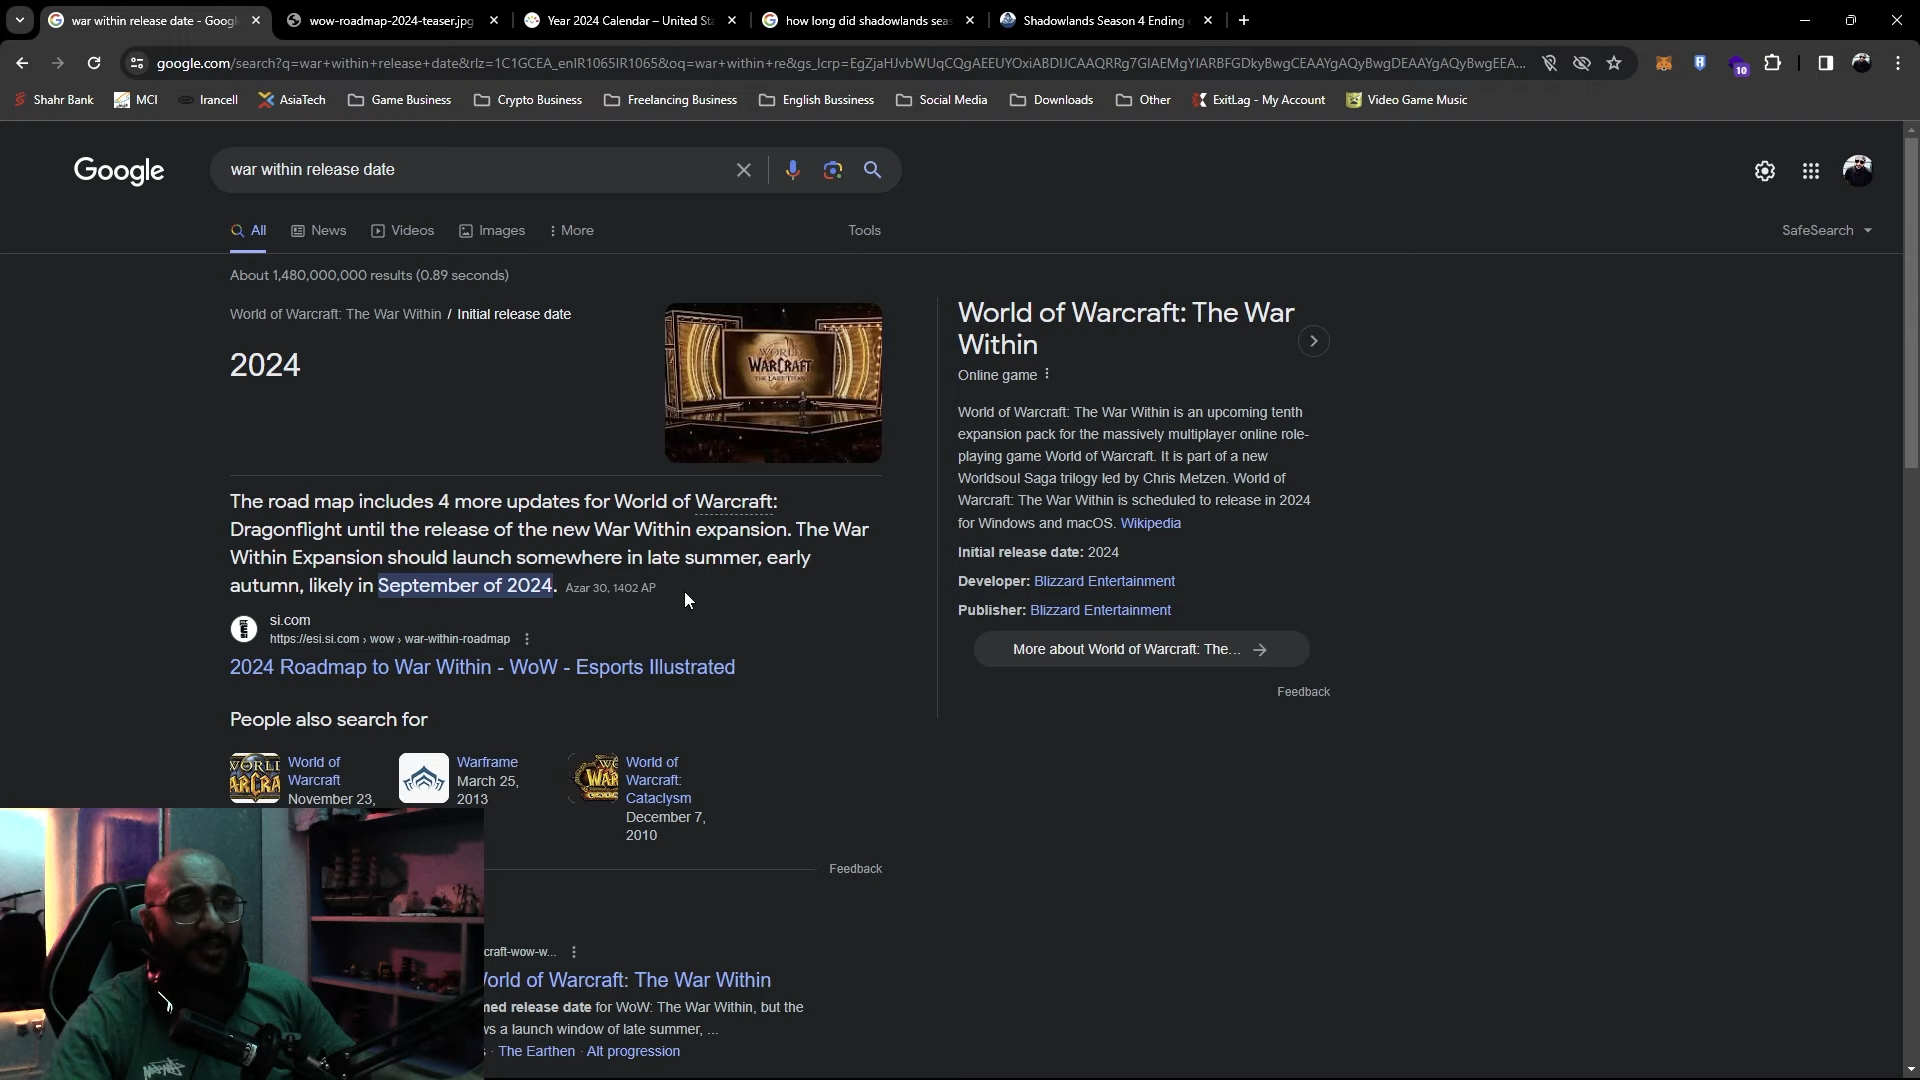 war within release date - Googl
wow-roadmap-2024-teaser.jpg
Year 2024 Calendar – United St
how long did shadowlands seas
Shadowlands Season 4 Ending
google.com/search?q=war+within+release+date&rlz=1C1GCEA_enIR1065IR1065&oq=war+within+re&gs_lcrp=EgZjaHJvbWUqCQgAEEUYOxiABDIJCAAQRRg7GIAEMgYIARBFGDkyBwgCEAAYgAQyBwgDEAAYgAQyBwgEEA...
10
Shahr Bank
MCI
Irancell
AsiaTech
Game Business
Crypto Business
Freelancing Business
English Bussiness
Social Media
Downloads
Other
ExitLag - My Account
Video Game Music
Google
war within release date
All
News
Videos
Images
More
Tools
SafeSearch
About 1,480,000,000 results (0.89 seconds)
World of Warcraft: The War Within / Initial release date
2024
WORLD
WARCRAFT
THE LAST TITAN
The road map includes 4 more updates for World of Warcraft:
Dragonflight until the release of the new War Within expansion. The War
Within Expansion should launch somewhere in late summer, early
autumn, likely in September of 2024. Azar 30, 1402 AP
si.com
https://esi.si.com › wow › war-within-roadmap
2024 Roadmap to War Within - WoW - Esports Illustrated
People also search for
World of
Warcraft
November 23,
Warframe
March 25,
2013
World of
Warcraft:
Cataclysm
December 7,
2010
Feedback
craft-wow-w...
World of Warcraft: The War Within
med release date for WoW: The War Within, but the
ws a launch window of late summer, ...
s · The Earthen · Alt progression
World of Warcraft: The War
Within
Online game
World of Warcraft: The War Within is an upcoming tenth
expansion pack for the massively multiplayer online role-
playing game World of Warcraft. It is part of a new
Worldsoul Saga trilogy led by Chris Metzen. World of
Warcraft: The War Within is scheduled to release in 2024
for Windows and macOS. Wikipedia
Initial release date: 2024
Developer: Blizzard Entertainment
Publisher: Blizzard Entertainment
More about World of Warcraft: The...
Feedback